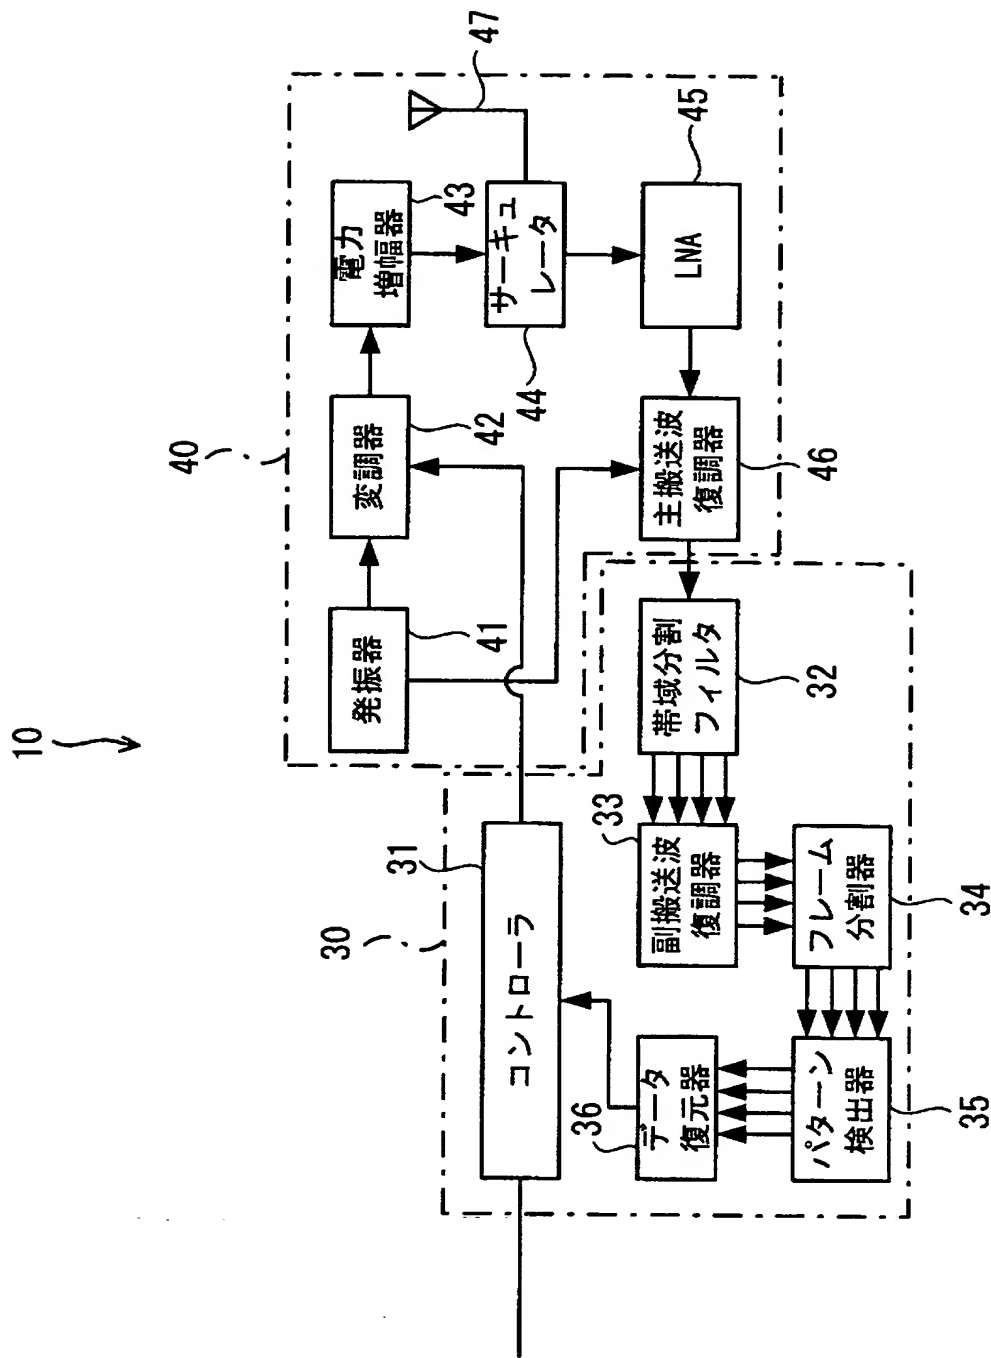 10
40
30
発振器
41
変調器
42
電力
増幅器
43
サーキュ
レータ
44
47
LNA
45
主搬送波
復調器
46
コントローラ
31
帯域分割
フィルタ
32
副搬送波
復調器
33
フレーム
分割器
34
パターン
検出器
35
データ
復元器
36